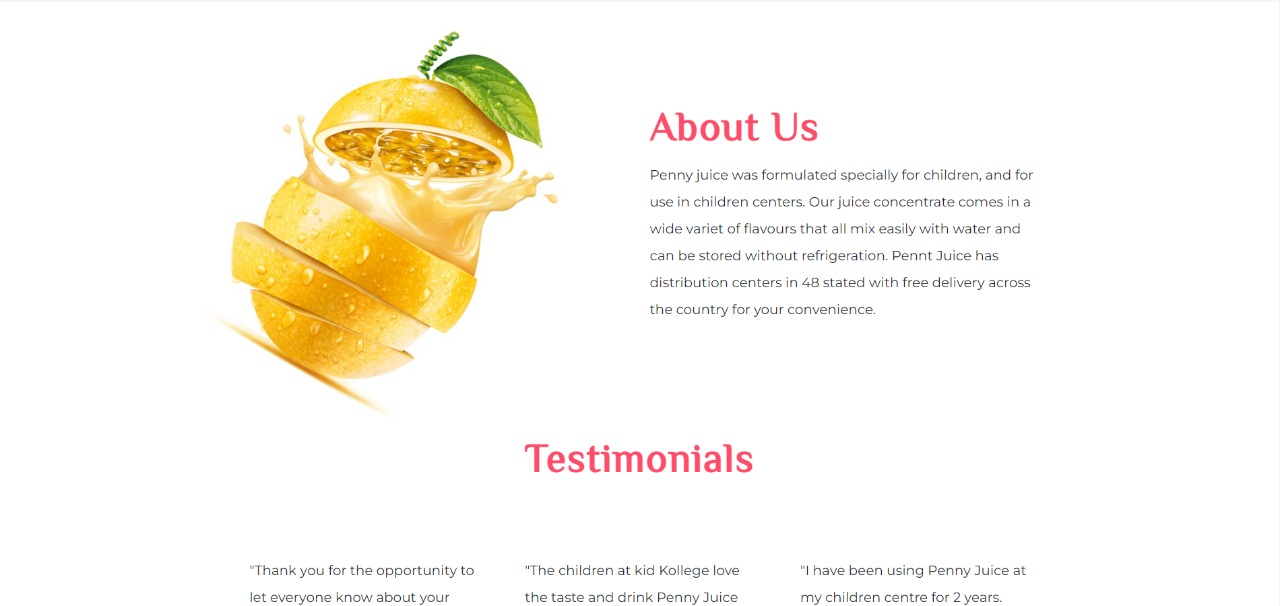 About Us
Penny juice was formulated specially for children, and for
use in children centers. Our juice concentrate comes in a
wide variet of flavours that all mix easily with water and
can be stored without refrigeration. Pennt Juice has
distribution centers in 48 stated with free delivery across
the country for your convenience.
Testimonials
"Thank you for the opportunity to
let everyone know about your
"The children at kid Kollege love
the taste and drink Penny Juice
"I have been using Penny Juice at
my children centre for 2 years.